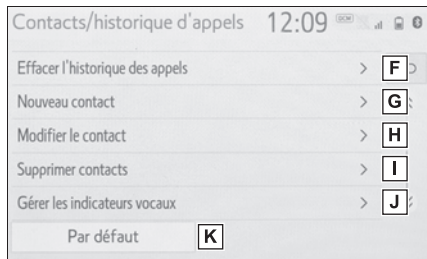 Contacts/historique d'appels 12:09 DCM
Effacer l'historique des appels > F
Nouveau contact > G
Modifier le contact > H
Supprimer contacts > I
Gérer les indicateurs vocaux > J
Par défaut K